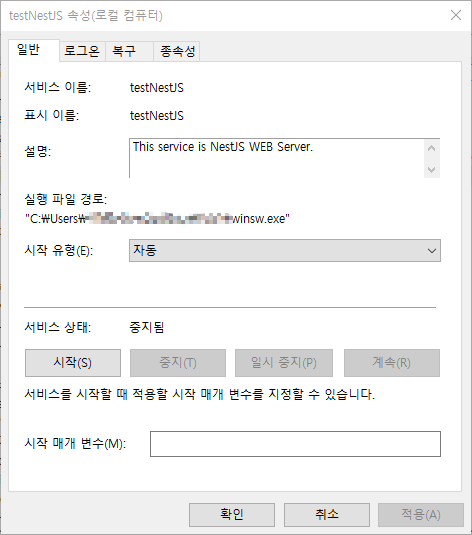 testNestJS 속성(로컬 컴퓨터)
일반 로그온 복구 종속성
서비스 이름: testNestJS
표시 이름: testNestJS
설명: This service is NestJS WEB Server.
실행 파일 경로:
"C:₩Users₩ winsw.exe"
시작 유형(E): 자동
서비스 상태: 중지됨
시작(S) 중지(T) 일시 중지(P) 계속(R)
서비스를 시작할 때 적용할 시작 매개 변수를 지정할 수 있습니다.
시작 매개 변수(M):
확인 취소 적용(A)